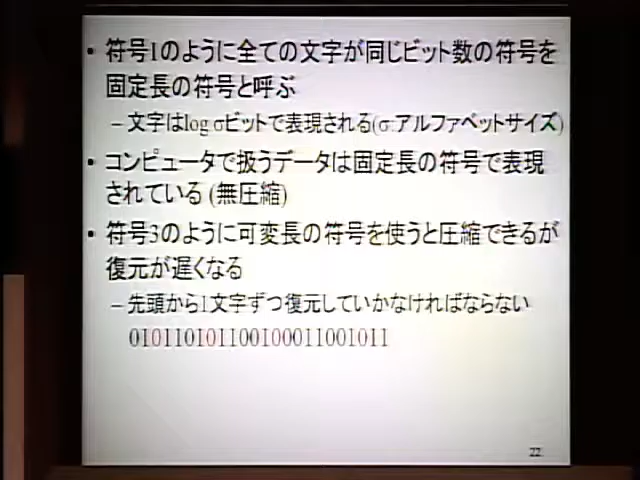 • 符号1のように全ての文字が同じビット数の符号を
固定長の符号と呼ぶ
– 文字はlog σビットで表現される(σ:アルファベットサイズ)
• コンピュータで扱うデータは固定長の符号で表現
されている (無圧縮)
• 符号3のように可変長の符号を使うと圧縮できるが
復元が遅くなる
– 先頭から1文字ずつ復元していかなければならない
010110101100100011001011
22